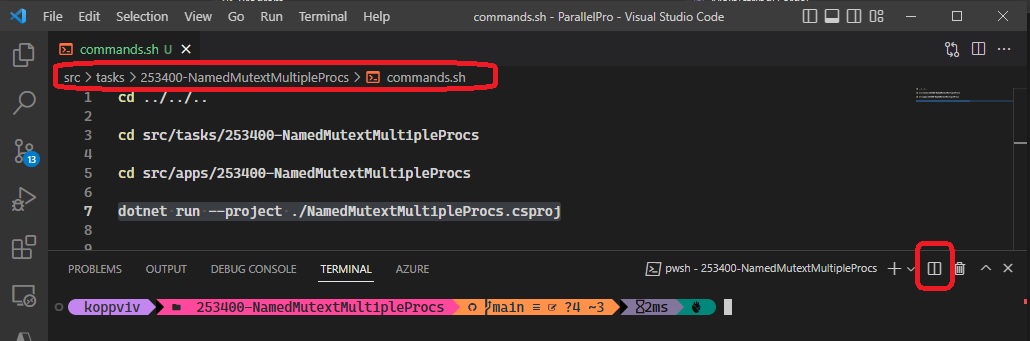 File Edit Selection View Go Run Terminal Help commands.sh - ParallelPro - Visual Studio Code
commands.sh U
src > tasks > 253400-NamedMutextMultipleProcs > commands.sh
1 cd ../../..
2
3 cd src/tasks/253400-NamedMutextMultipleProcs
4
5 cd src/apps/253400-NamedMutextMultipleProcs
6
7 dotnet run --project ./NamedMutextMultipleProcs.csproj
8
9
13
PROBLEMS OUTPUT DEBUG CONSOLE TERMINAL AZURE pwsh - 253400-NamedMutextMultipleProcs
koppviv 253400-NamedMutextMultipleProcs main ≡ ?4 ~3 2ms